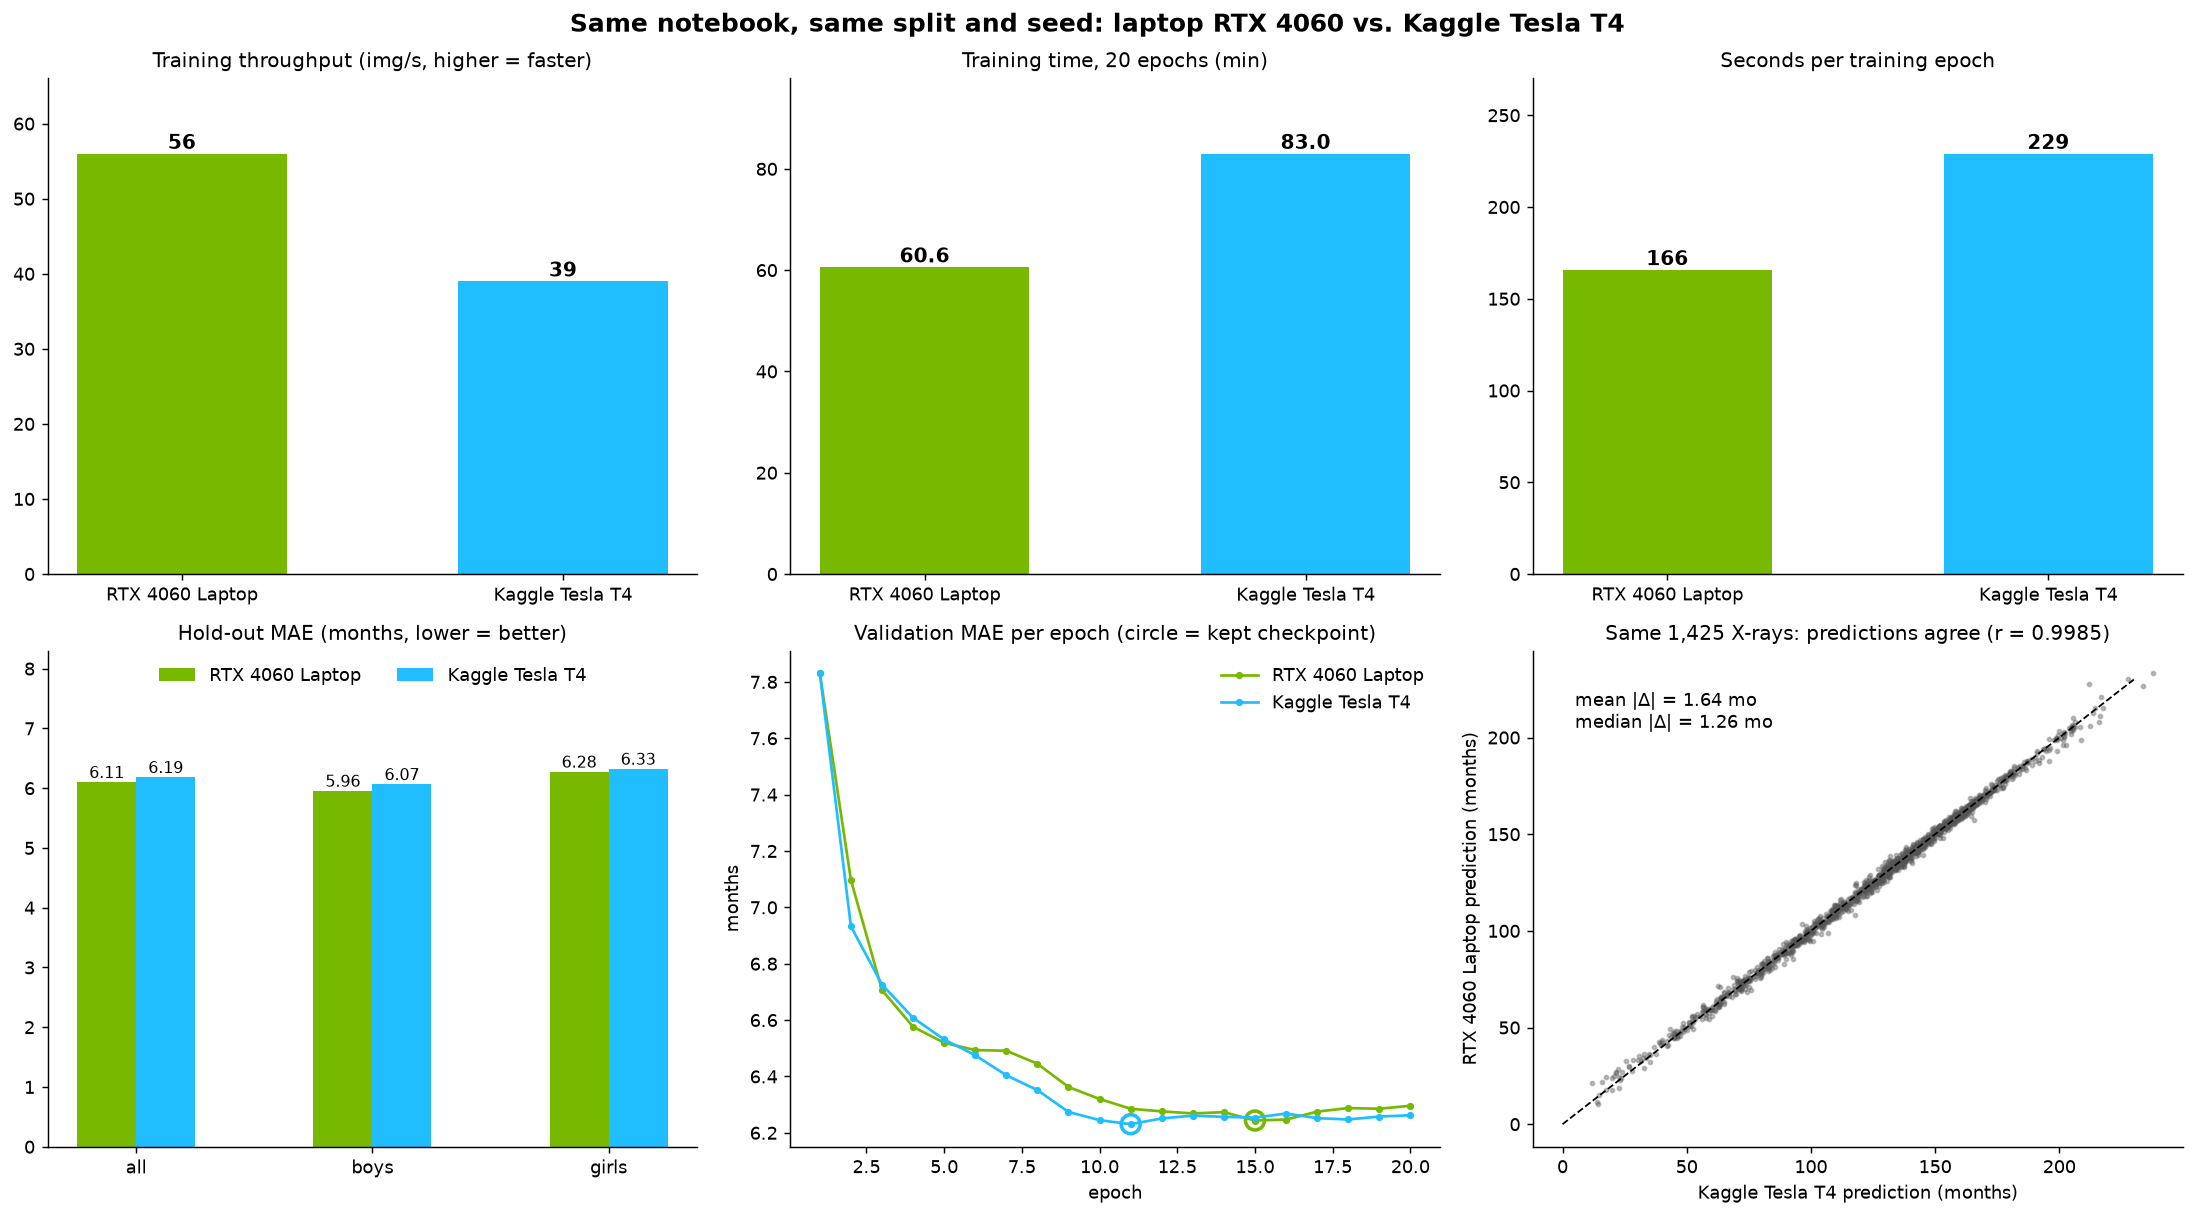 Same notebook, same split and seed: laptop RTX 4060 vs. Kaggle Tesla T4
Training throughput (img/s, higher = faster)
60
50
40
30
20
10
0
56
39
RTX 4060 Laptop
Kaggle Tesla T4
Training time, 20 epochs (min)
80
60
40
20
0
60.6
83.0
RTX 4060 Laptop
Kaggle Tesla T4
Seconds per training epoch
250
200
150
100
50
0
166
229
RTX 4060 Laptop
Kaggle Tesla T4
Hold-out MAE (months, lower = better)
RTX 4060 Laptop
Kaggle Tesla T4
8
7
6
5
4
3
2
1
0
6.11
6.19
5.96
6.07
6.28
6.33
all
boys
girls
Validation MAE per epoch (circle = kept checkpoint)
RTX 4060 Laptop
Kaggle Tesla T4
months
7.8
7.6
7.4
7.2
7.0
6.8
6.6
6.4
6.2
2.5
5.0
7.5
10.0
12.5
15.0
17.5
20.0
epoch
Same 1,425 X-rays: predictions agree (r = 0.9985)
mean |Δ| = 1.64 mo
median |Δ| = 1.26 mo
RTX 4060 Laptop prediction (months)
200
150
100
50
0
0
50
100
150
200
Kaggle Tesla T4 prediction (months)